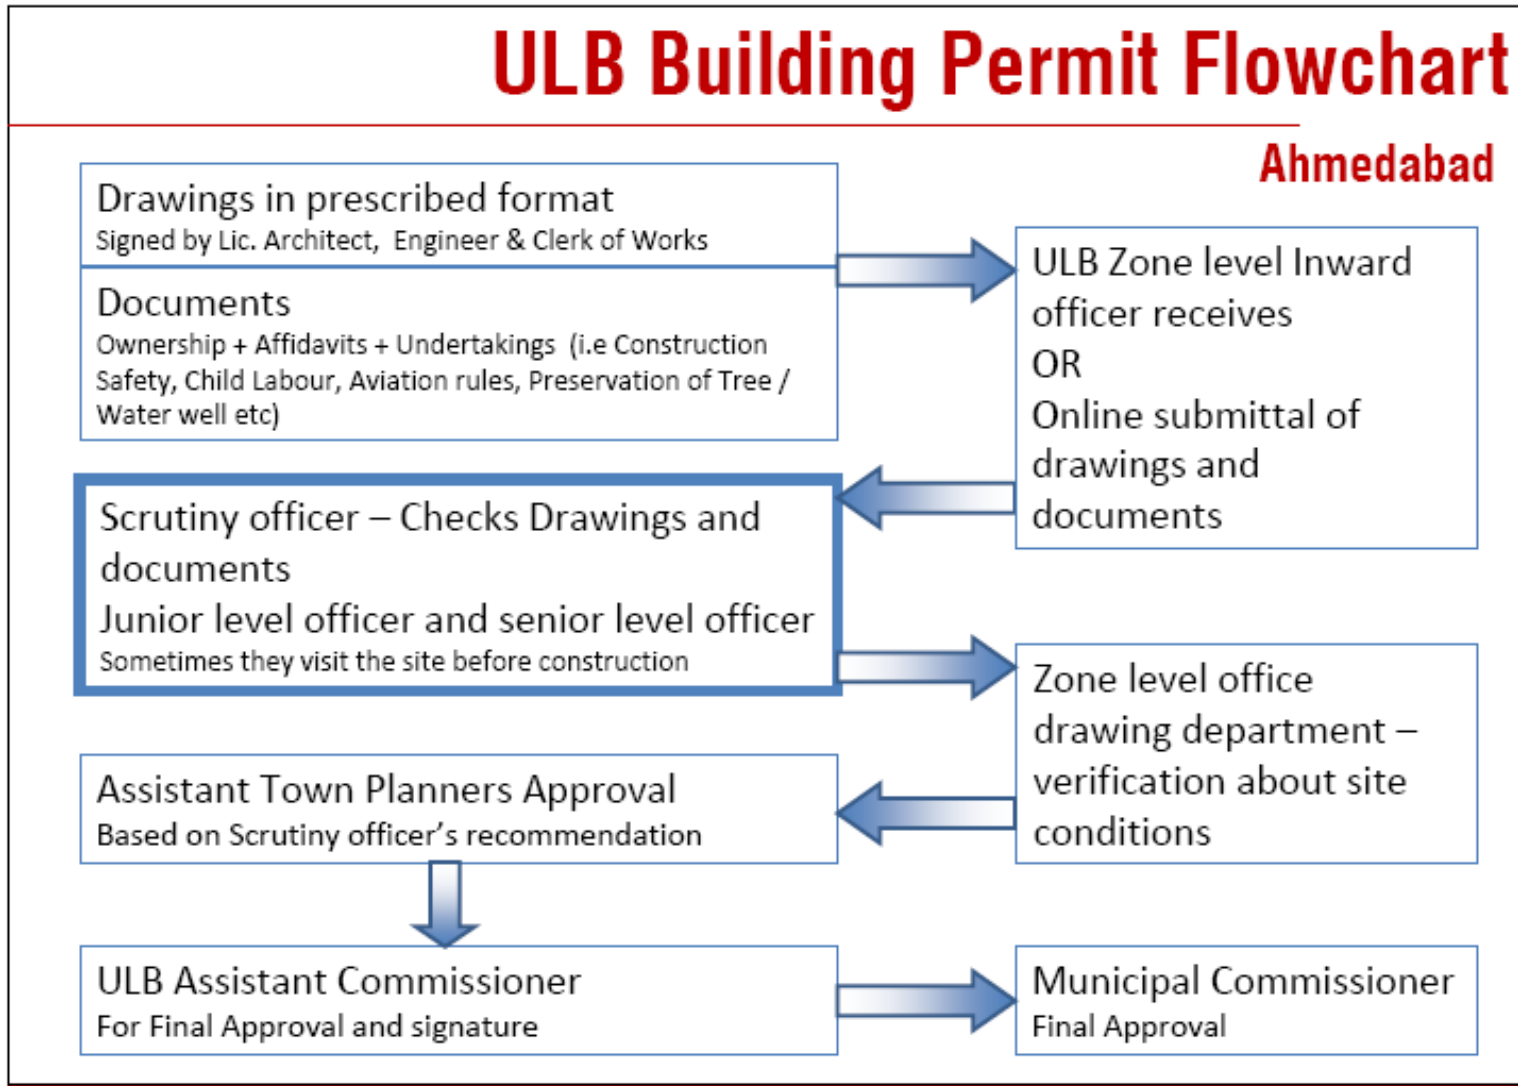 ULB Building Permit Flowchart
Ahmedabad
Drawings in prescribed format
Signed by Lic. Architect, Engineer & Clerk of Works
Documents
Ownership + Affidavits + Undertakings (i.e Construction
Safety, Child Labour, Aviation rules, Preservation of Tree /
Water well etc)
ULB Zone level Inward
officer receives
OR
Online submittal of
drawings and
documents
Scrutiny officer – Checks Drawings and
documents
Junior level officer and senior level officer
Sometimes they visit the site before construction
Zone level office
drawing department –
verification about site
conditions
Assistant Town Planners Approval
Based on Scrutiny officer’s recommendation
ULB Assistant Commissioner
For Final Approval and signature
Municipal Commissioner
Final Approval